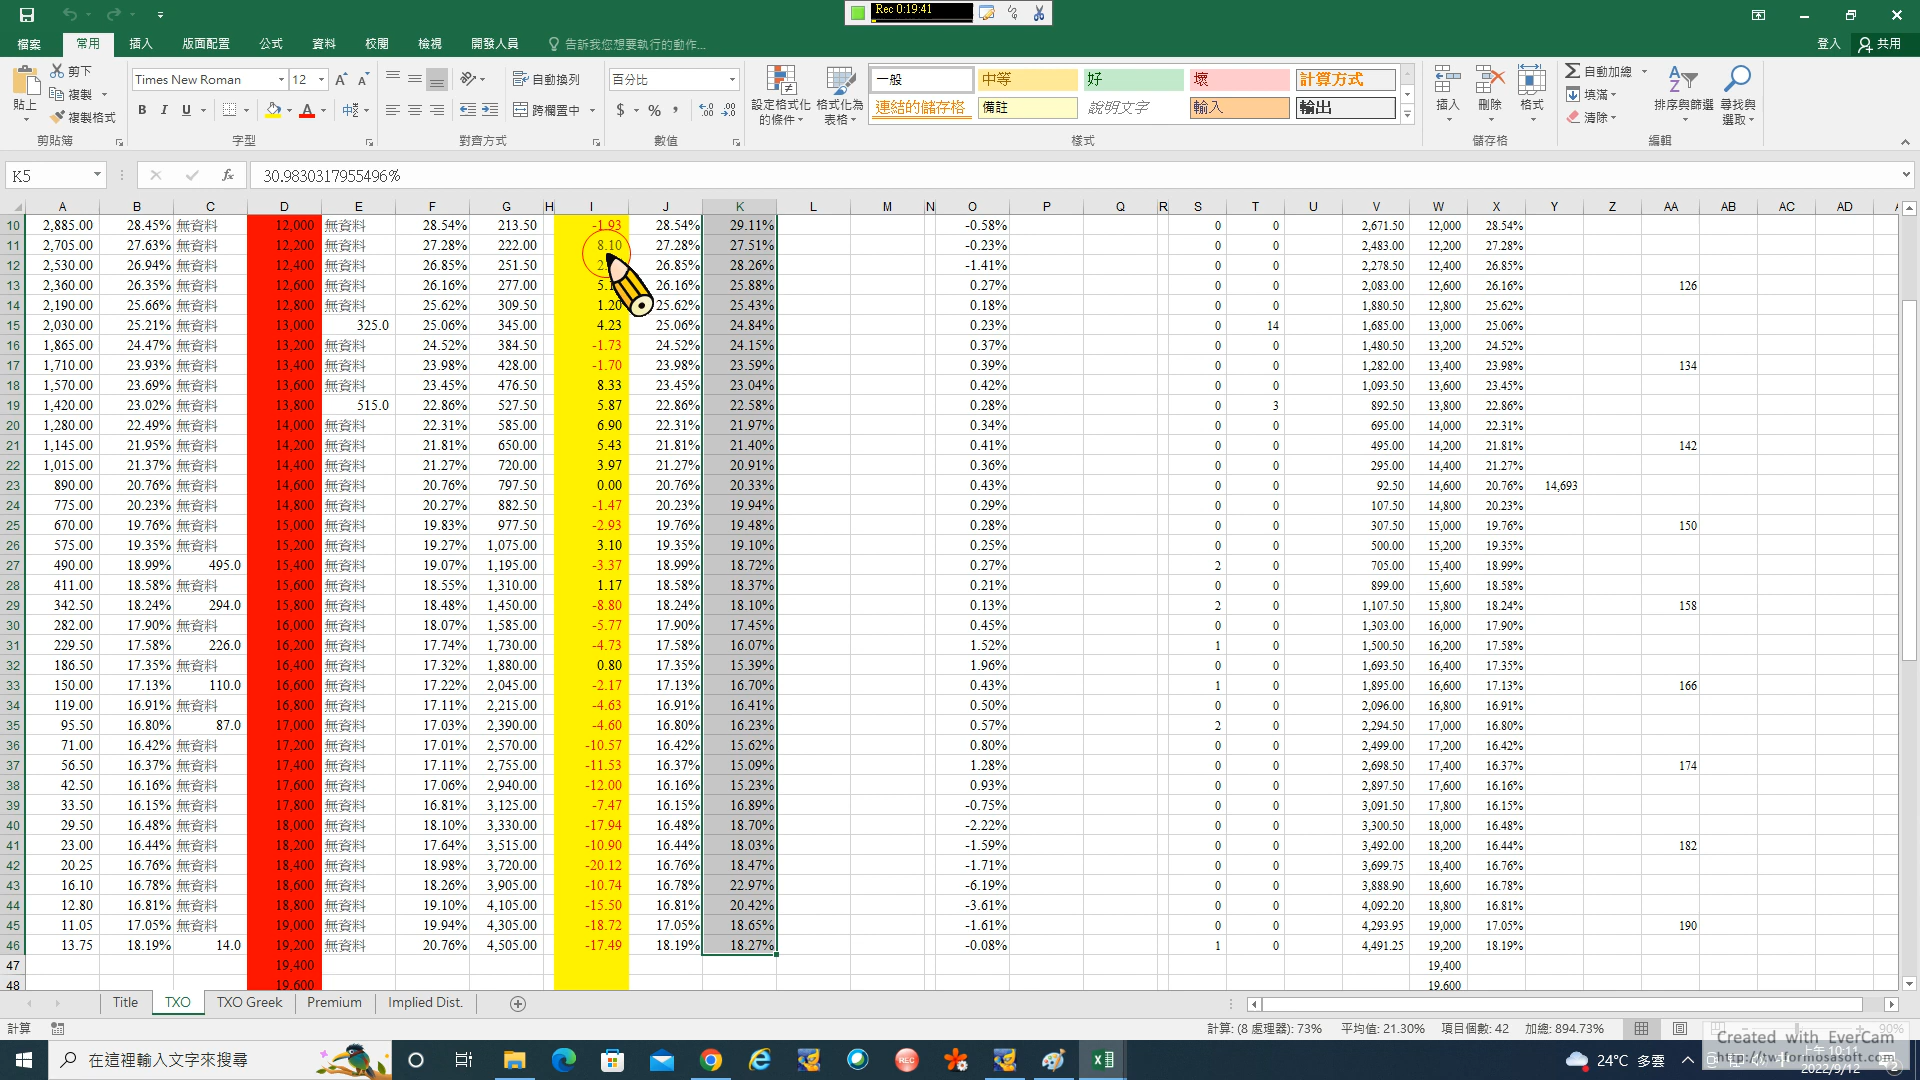 Rec 0:19:41
檔案 常用 插入 版面配置 公式 資料 校閱 檢視 開發人員 告訴我您想要執行的動作... 登入 共用
貼上 剪下 複製 複製格式 剪貼簿
Times New Roman 12 B I U A 中 字型
自動換列 跨欄置中 對齊方式
百分比 $ % , 數值
設定格式化的條件 格式化為表格
一般 中等 好 壞 計算方式
連結的儲存格 備註 說明文字 輸入 輸出
樣式
插入 刪除 格式 儲存格
自動加總 填滿 清除 排序與篩選 尋找與選取 編輯
K5 fx 30.9830317955496%
A B C D E F G H I J K L M N O P Q R S T U V W X Y Z AA AB AC AD
10 2,885.00 28.45% 無資料 12,000 無資料 28.54% 213.50 -1.93 28.54% 29.11% -0.58% 0 0 2,671.50 12,000 28.54%
11 2,705.00 27.63% 無資料 12,200 無資料 27.28% 222.00 8.10 27.28% 27.51% -0.23% 0 0 2,483.00 12,200 27.28%
12 2,530.00 26.94% 無資料 12,400 無資料 26.85% 251.50 26.85% 28.26% -1.41% 0 0 2,278.50 12,400 26.85%
13 2,360.00 26.35% 無資料 12,600 無資料 26.16% 277.00 26.16% 25.88% 0.27% 0 0 2,083.00 12,600 26.16% 126
14 2,190.00 25.66% 無資料 12,800 無資料 25.62% 309.50 1.20 25.62% 25.43% 0.18% 0 0 1,880.50 12,800 25.62%
15 2,030.00 25.21% 無資料 13,000 325.0 25.06% 345.00 4.23 25.06% 24.84% 0.23% 0 14 1,685.00 13,000 25.06%
16 1,865.00 24.47% 無資料 13,200 無資料 24.52% 384.50 -1.73 24.52% 24.15% 0.37% 0 0 1,480.50 13,200 24.52%
17 1,710.00 23.93% 無資料 13,400 無資料 23.98% 428.00 -1.70 23.98% 23.59% 0.39% 0 0 1,282.00 13,400 23.98% 134
18 1,570.00 23.69% 無資料 13,600 無資料 23.45% 476.50 8.33 23.45% 23.04% 0.42% 0 0 1,093.50 13,600 23.45%
19 1,420.00 23.02% 無資料 13,800 515.0 22.86% 527.50 5.87 22.86% 22.58% 0.28% 0 3 892.50 13,800 22.86%
20 1,280.00 22.49% 無資料 14,000 無資料 22.31% 585.00 6.90 22.31% 21.97% 0.34% 0 0 695.00 14,000 22.31%
21 1,145.00 21.95% 無資料 14,200 無資料 21.81% 650.00 5.43 21.81% 21.40% 0.41% 0 0 495.00 14,200 21.81% 142
22 1,015.00 21.37% 無資料 14,400 無資料 21.27% 720.00 3.97 21.27% 20.91% 0.36% 0 0 295.00 14,400 21.27%
23 890.00 20.76% 無資料 14,600 無資料 20.76% 797.50 0.00 20.76% 20.33% 0.43% 0 0 92.50 14,600 20.76% 14,693
24 775.00 20.23% 無資料 14,800 無資料 20.27% 882.50 -1.47 20.23% 19.94% 0.29% 0 0 107.50 14,800 20.23%
25 670.00 19.76% 無資料 15,000 無資料 19.83% 977.50 -2.93 19.76% 19.48% 0.28% 0 0 307.50 15,000 19.76% 150
26 575.00 19.35% 無資料 15,200 無資料 19.27% 1,075.00 3.10 19.35% 19.10% 0.25% 0 0 500.00 15,200 19.35%
27 490.00 18.99% 495.0 15,400 無資料 19.07% 1,195.00 -3.37 18.99% 18.72% 0.27% 2 0 705.00 15,400 18.99%
28 411.00 18.58% 無資料 15,600 無資料 18.55% 1,310.00 1.17 18.58% 18.37% 0.21% 0 0 899.00 15,600 18.58%
29 342.50 18.24% 294.0 15,800 無資料 18.48% 1,450.00 -8.80 18.24% 18.10% 0.13% 2 0 1,107.50 15,800 18.24% 158
30 282.00 17.90% 無資料 16,000 無資料 18.07% 1,585.00 -5.77 17.90% 17.45% 0.45% 0 0 1,303.00 16,000 17.90%
31 229.50 17.58% 226.0 16,200 無資料 17.74% 1,730.00 -4.73 17.58% 16.07% 1.52% 1 0 1,500.50 16,200 17.58%
32 186.50 17.35% 無資料 16,400 無資料 17.32% 1,880.00 0.80 17.35% 15.39% 1.96% 0 0 1,693.50 16,400 17.35%
33 150.00 17.13% 110.0 16,600 無資料 17.22% 2,045.00 -2.17 17.13% 16.70% 0.43% 1 0 1,895.00 16,600 17.13% 166
34 119.00 16.91% 無資料 16,800 無資料 17.11% 2,215.00 -4.63 16.91% 16.41% 0.50% 0 0 2,096.00 16,800 16.91%
35 95.50 16.80% 87.0 17,000 無資料 17.03% 2,390.00 -4.60 16.80% 16.23% 0.57% 2 0 2,294.50 17,000 16.80%
36 71.00 16.42% 無資料 17,200 無資料 17.01% 2,570.00 -10.57 16.42% 15.62% 0.80% 0 0 2,499.00 17,200 16.42%
37 56.50 16.37% 無資料 17,400 無資料 17.11% 2,755.00 -11.53 16.37% 15.09% 1.28% 0 0 2,698.50 17,400 16.37% 174
38 42.50 16.16% 無資料 17,600 無資料 17.06% 2,940.00 -12.00 16.16% 15.23% 0.93% 0 0 2,897.50 17,600 16.16%
39 33.50 16.15% 無資料 17,800 無資料 16.81% 3,125.00 -7.47 16.15% 16.89% -0.75% 0 0 3,091.50 17,800 16.15%
40 29.50 16.48% 無資料 18,000 無資料 18.10% 3,330.00 -17.94 16.48% 18.70% -2.22% 0 0 3,300.50 18,000 16.48%
41 23.00 16.44% 無資料 18,200 無資料 17.64% 3,515.00 -10.90 16.44% 18.03% -1.59% 0 0 3,492.00 18,200 16.44% 182
42 20.25 16.76% 無資料 18,400 無資料 18.98% 3,720.00 -20.12 16.76% 18.47% -1.71% 0 0 3,699.75 18,400 16.76%
43 16.10 16.78% 無資料 18,600 無資料 18.26% 3,905.00 -10.74 16.78% 22.97% -6.19% 0 0 3,888.90 18,600 16.78%
44 12.80 16.81% 無資料 18,800 無資料 19.10% 4,105.00 -15.50 16.81% 20.42% -3.61% 0 0 4,092.20 18,800 16.81%
45 11.05 17.05% 無資料 19,000 無資料 19.94% 4,305.00 -18.72 17.05% 18.65% -1.61% 0 0 4,293.95 19,000 17.05% 190
46 13.75 18.19% 14.0 19,200 無資料 20.76% 4,505.00 -17.49 18.19% 18.27% -0.08% 1 0 4,491.25 19,200 18.19%
47 19,400 19,400
48 19,600 19,600
Title TXO TXO Greek Premium Implied Dist.
計算 計算: (8 處理器): 73% 平均值: 21.30% 項目個數: 42 加總: 894.73% 90%
Created with EverCam
http://tw.formosasoft.com
在這裡輸入文字來搜尋 24°C 多雲 上午 10:11
2022/9/12